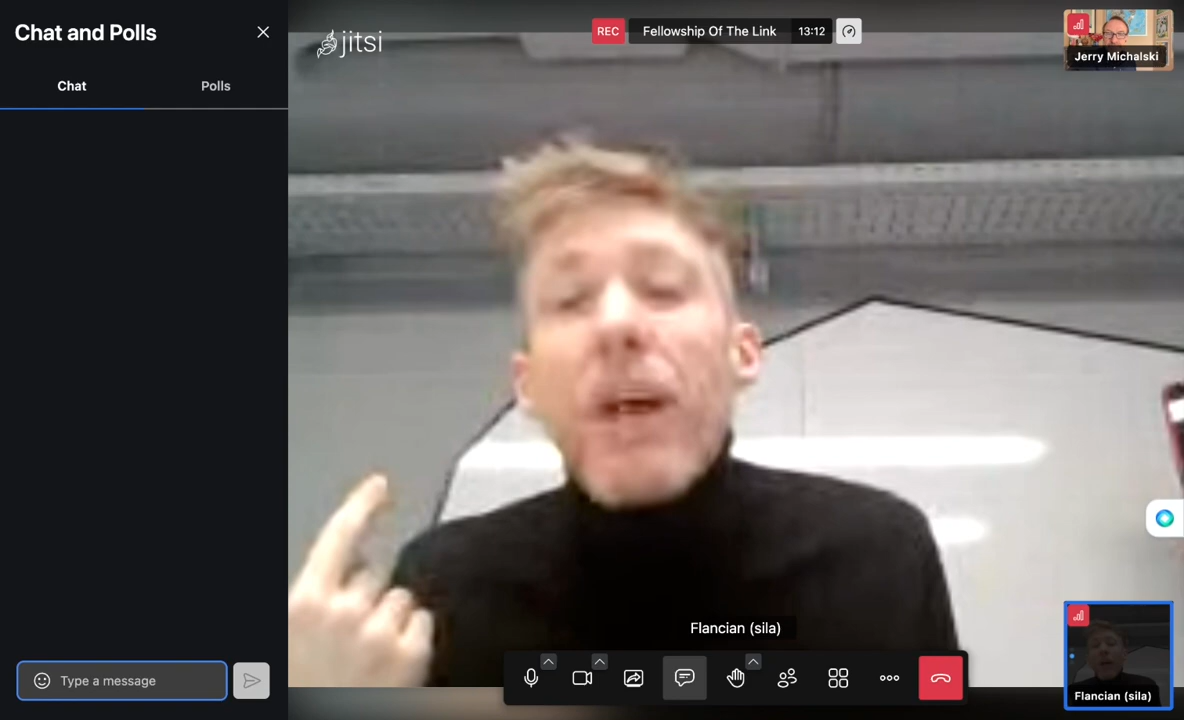 Chat and Polls
Chat
Polls
Type a message
jitsi
REC
Fellowship Of The Link
13:12
Jerry Michalski
Flancian (sila)
Flancian (sila)